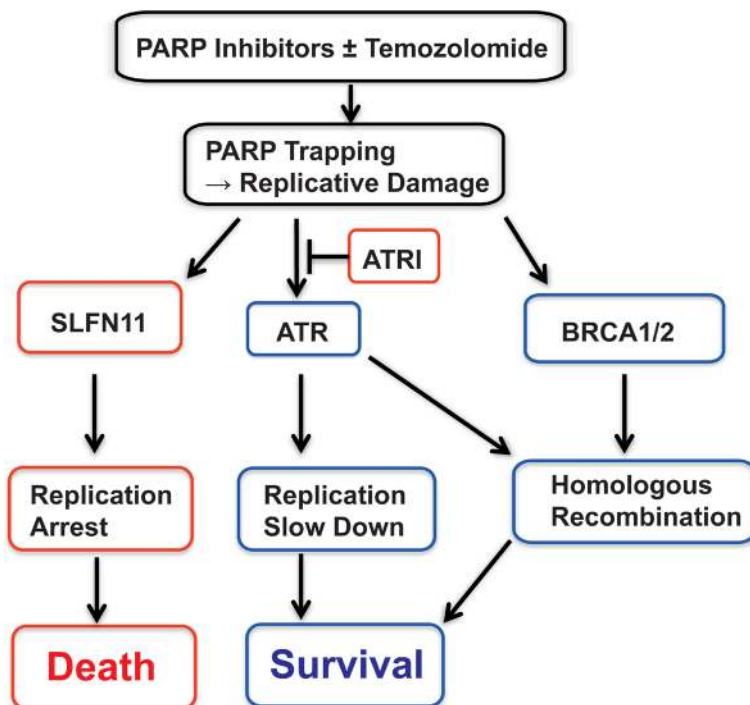 PARP Inhibitors ± Temozolomide
PARP Trapping
→ Replicative Damage
ATRI
SLFN11
ATR
BRCA1/2
Replication
Arrest
Replication
Slow Down
Homologous
Recombination
Death
Survival